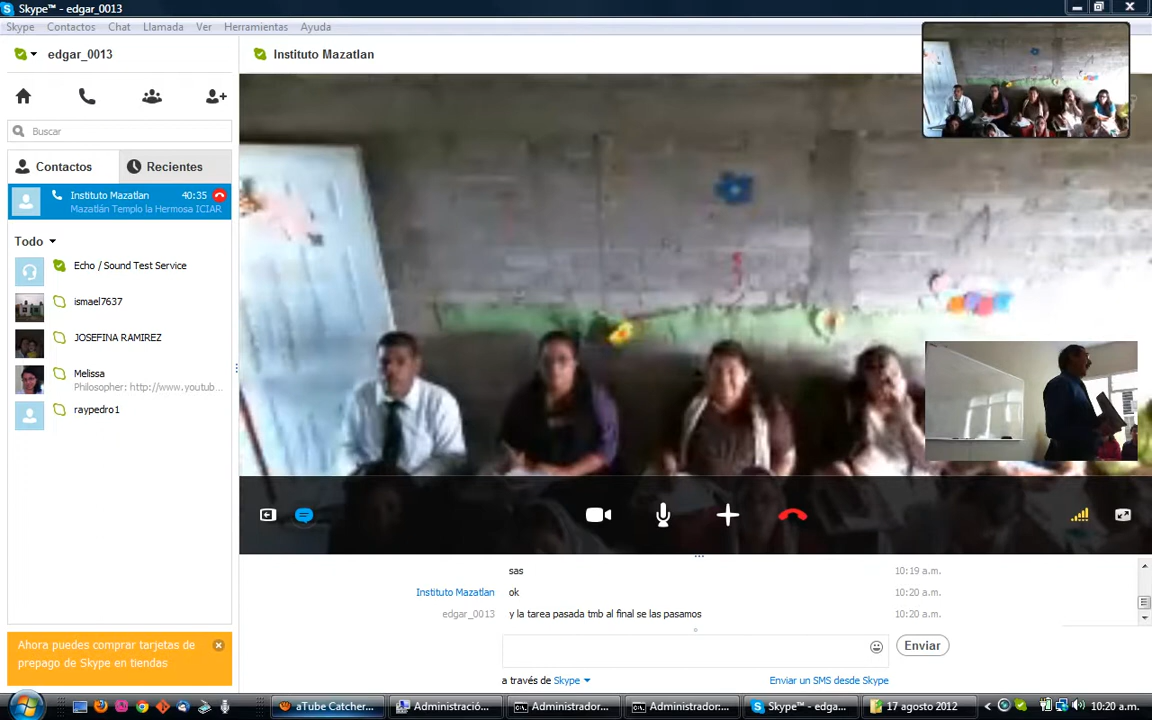 Skype™ - edgar_0013
Skype Contactos Chat Llamada Ver Herramientas Ayuda
edgar_0013
Instituto Mazatlan
Buscar
Contactos Recientes
Instituto Mazatlan 40:35
Mazatlán Templo la Hermosa ICIAR
Todo
Echo / Sound Test Service
ismael7637
JOSEFINA RAMIREZ
Melissa
Philosopher: http://www.youtub...
raypedro1
sas 10:19 a.m.
Instituto Mazatlan ok 10:20 a.m.
edgar_0013 y la tarea pasada tmb al final se las pasamos 10:20 a.m.
Enviar
a través de Skype
Enviar un SMS desde Skype
Ahora puedes comprar tarjetas de
prepago de Skype en tiendas
aTube Catcher... Administració... Administrador... Administrador:... Skype™ - edga... 17 agosto 2012 10:20 a.m.